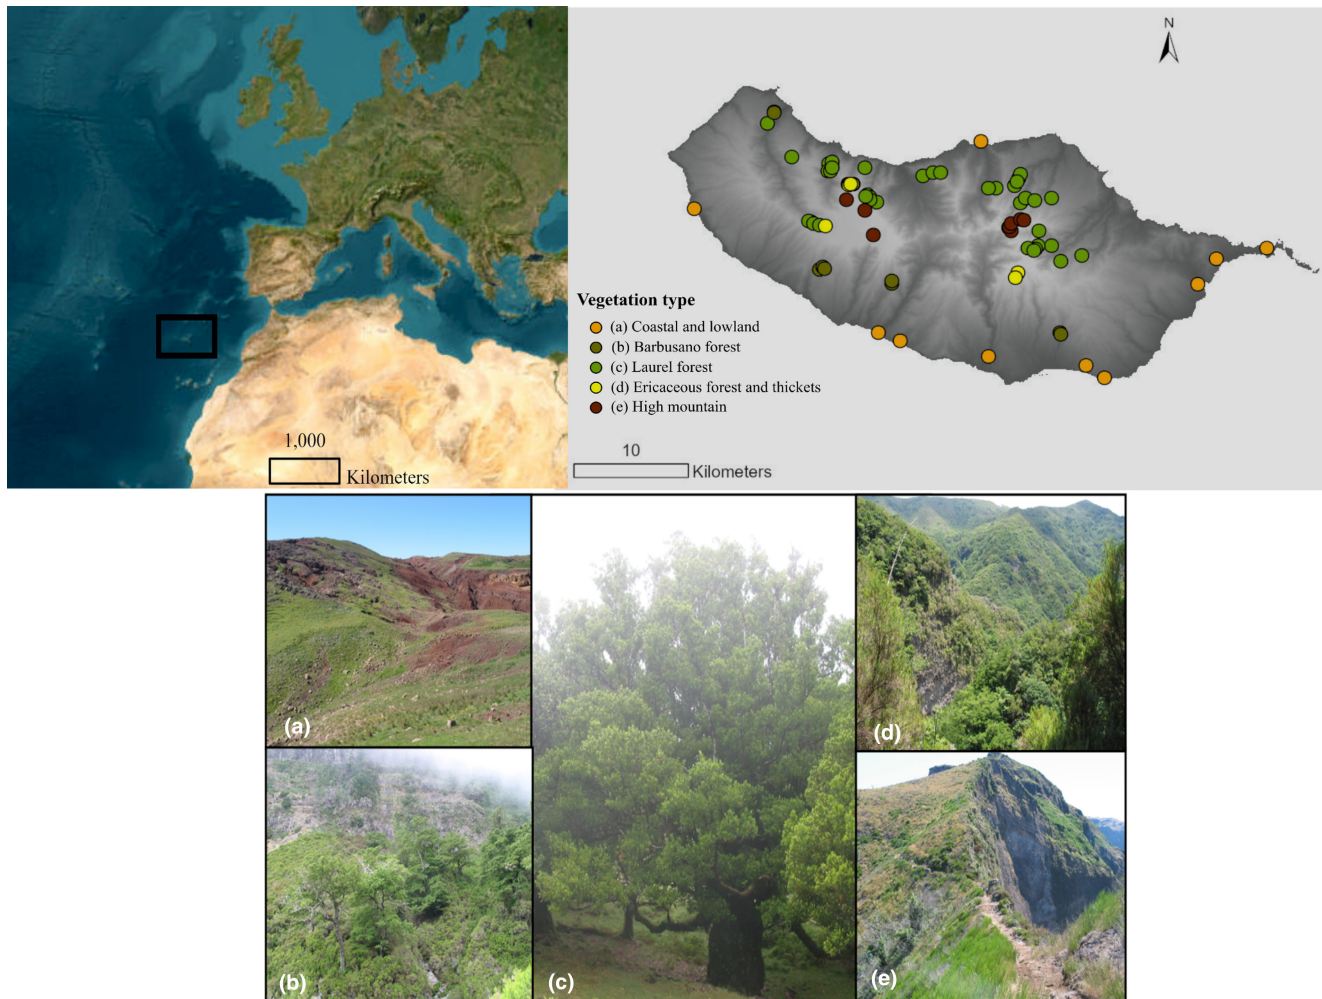 N
Vegetation type
(a) Coastal and lowland
(b) Barbusano forest
(c) Laurel forest
(d) Ericaceous forest and thickets
(e) High mountain
1,000
Kilometers
10
Kilometers
(a)
(b)
(c)
(d)
(e)